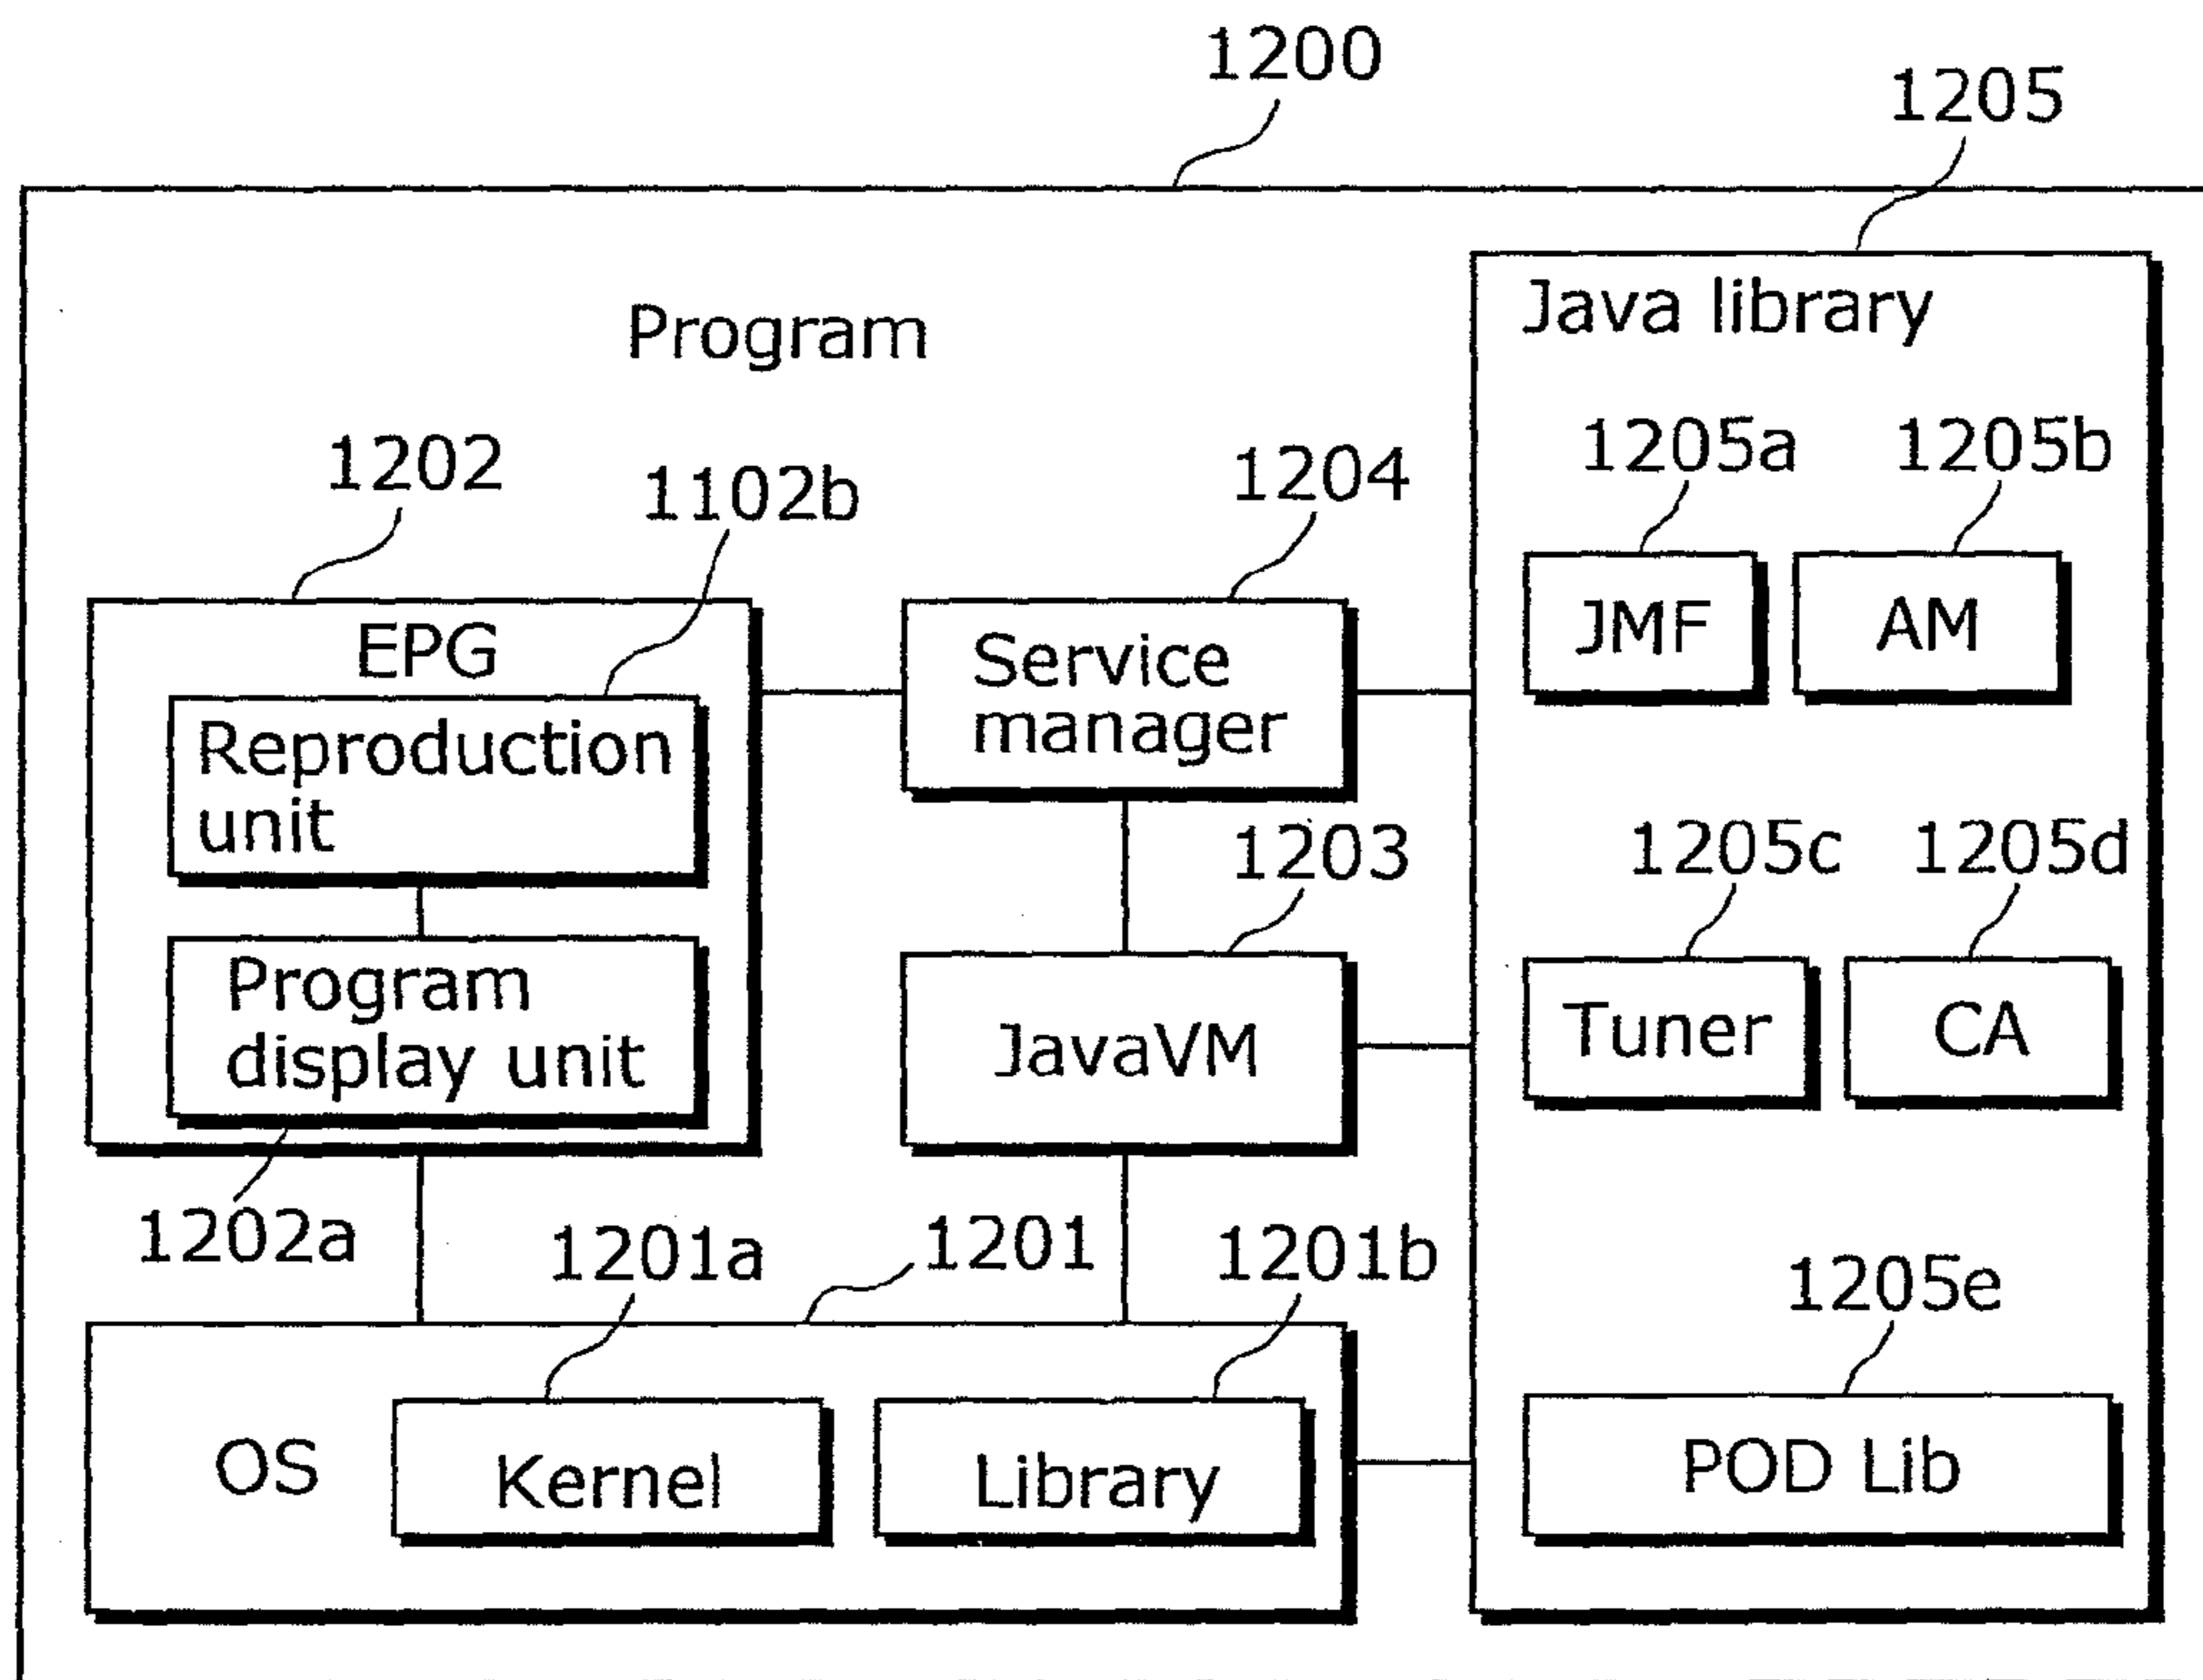 1200
1205
Program
Java library
1202
1102b
1204
1205a
1205b
EPG
Reproduction
unit
Service
manager
JMF
AM
1203
1205c
1205d
Program
display unit
JavaVM
Tuner
CA
1202a
1201a
1201
1201b
1205e
OS
Kernel
Library
POD Lib